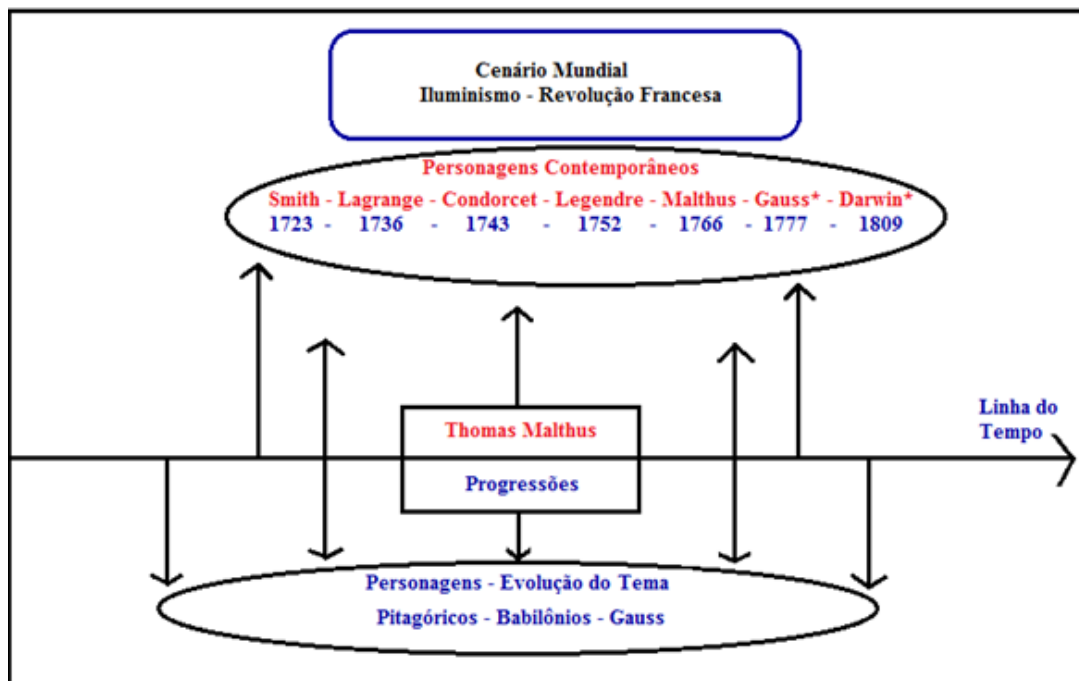 Cenário Mundial
Iluminismo - Revolução Francesa
Personagens Contemporâneos
Smith - Lagrange - Condorcet - Legendre - Malthus - Gauss* - Darwin*
1723 - 1736 - 1743 - 1752 - 1766 - 1777 - 1809
Linha do
Tempo
Thomas Malthus
Progressões
Personagens - Evolução do Tema
Pitagóricos - Babilônios - Gauss